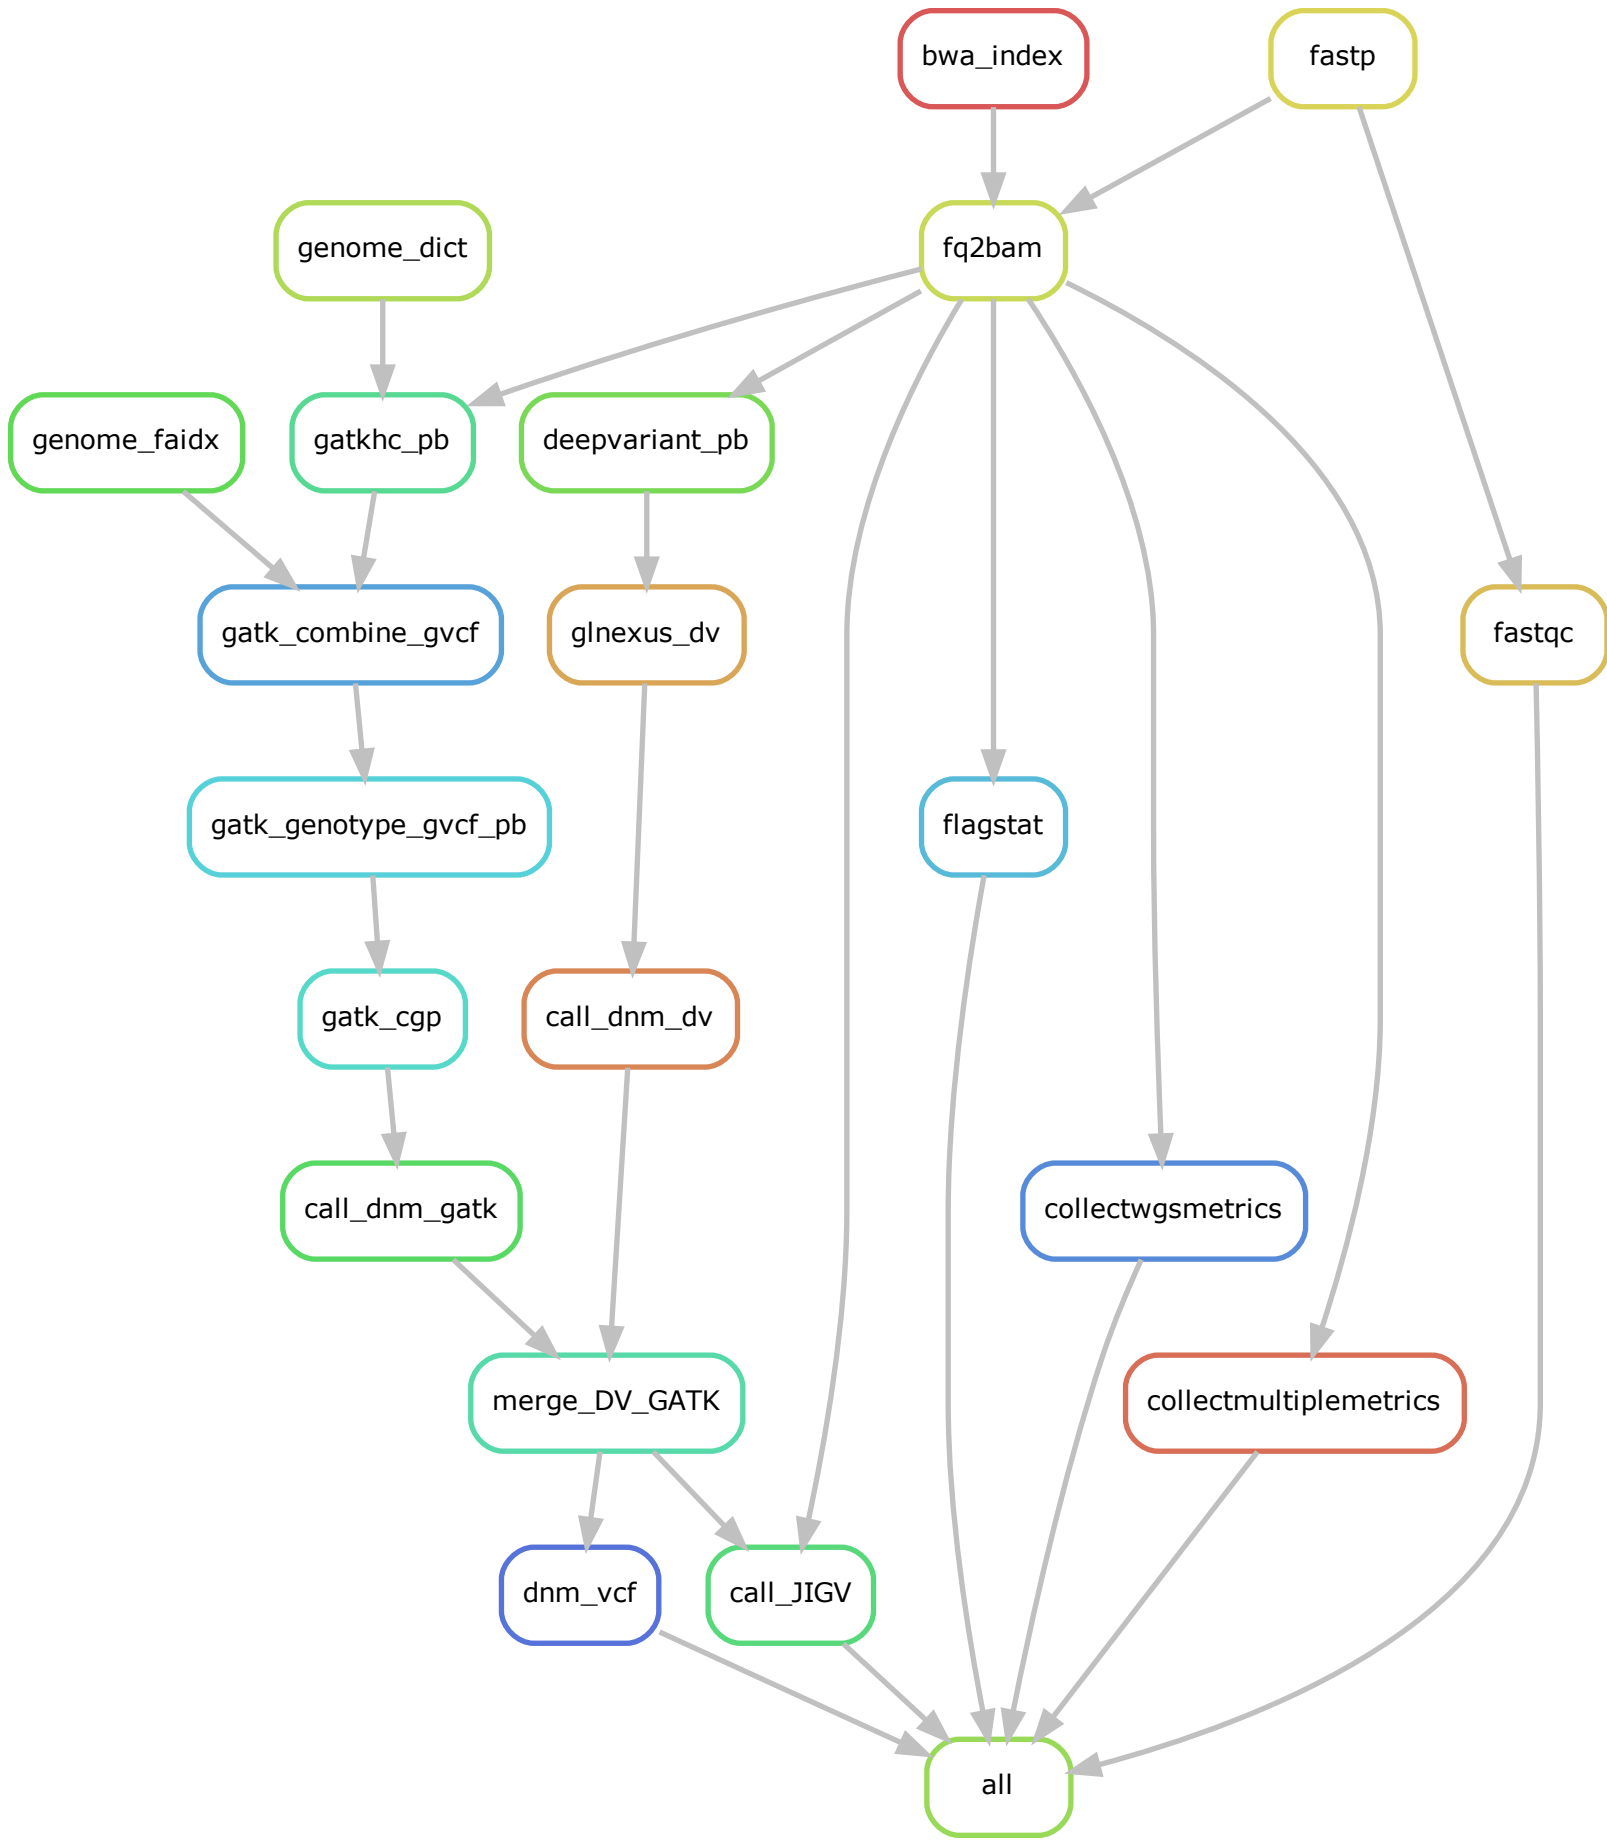 bwa_index
fastp
genome_dict
fq2bam
genome_faidx
gatkhc_pb
deepvariant_pb
gatk_combine_gvcf
glnexus_dv
fastqc
gatk_genotype_gvcf_pb
flagstat
gatk_cgp
call_dnm_dv
call_dnm_gatk
collectwgsmetrics
merge_DV_GATK
collectmultiplemetrics
dnm_vcf
call_JIGV
all